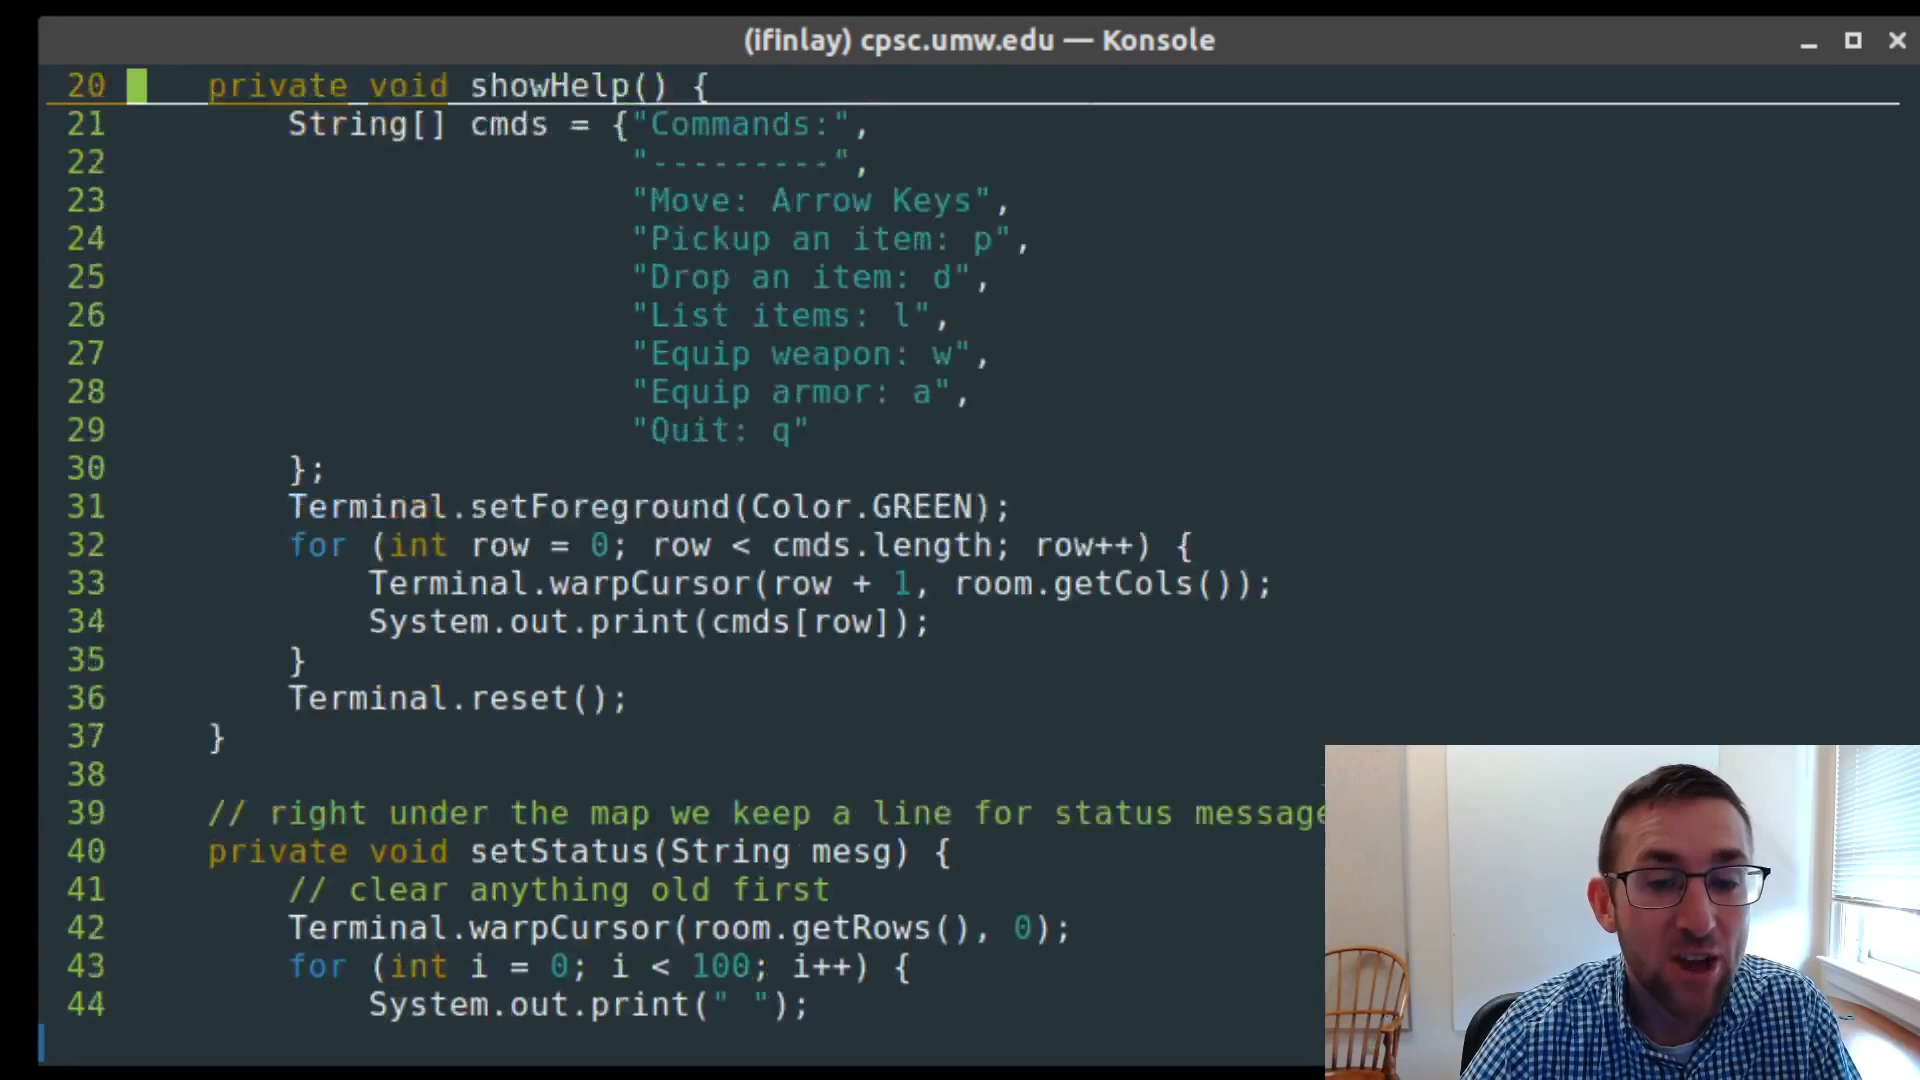 (ifinlay) cpsc.umw.edu — Konsole
20 private void showHelp() {
21 String[] cmds = {"Commands:",
22 "---------",
23 "Move: Arrow Keys",
24 "Pickup an item: p",
25 "Drop an item: d",
26 "List items: l",
27 "Equip weapon: w",
28 "Equip armor: a",
29 "Quit: q"
30 };
31 Terminal.setForeground(Color.GREEN);
32 for (int row = 0; row < cmds.length; row++) {
33 Terminal.warpCursor(row + 1, room.getCols());
34 System.out.print(cmds[row]);
35 }
36 Terminal.reset();
37 }
38
39 // right under the map we keep a line for status message
40 private void setStatus(String mesg) {
41 // clear anything old first
42 Terminal.warpCursor(room.getRows(), 0);
43 for (int i = 0; i < 100; i++) {
44 System.out.print(" ");